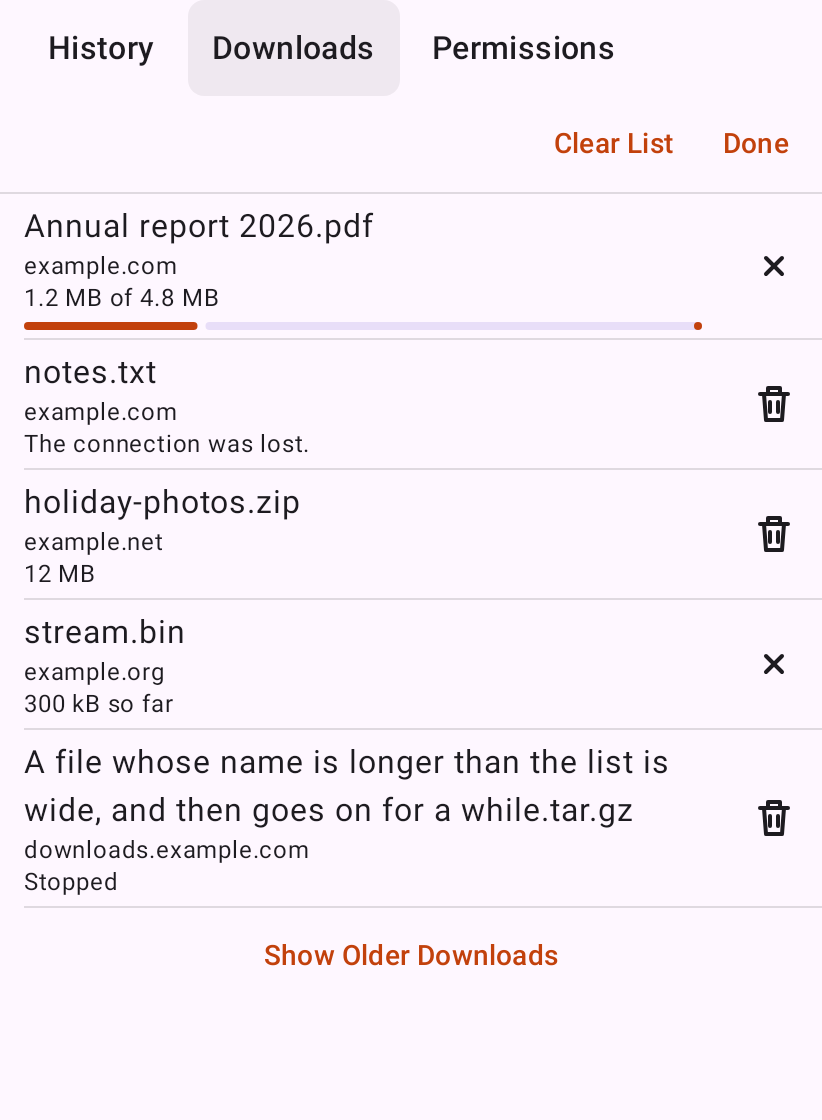 History
Downloads
Permissions
Clear List
Done
Annual report 2026.pdf
example.com
1.2 MB of 4.8 MB
notes.txt
example.com
The connection was lost.
holiday-photos.zip
example.net
12 MB
stream.bin
example.org
300 kB so far
A file whose name is longer than the list is
wide, and then goes on for a while.tar.gz
downloads.example.com
Stopped
Show Older Downloads